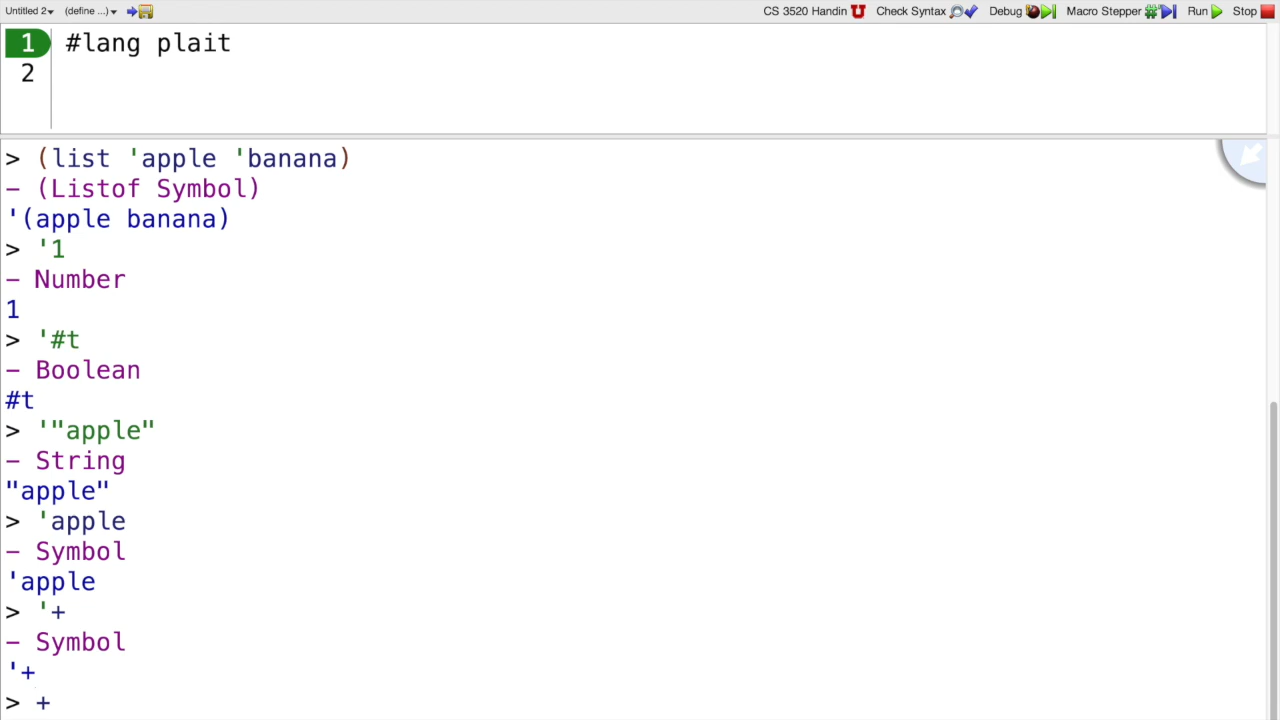 Untitled 2 (define ...) CS 3520 Handin Check Syntax Debug Macro Stepper Run Stop
1 #lang plait
2
> (list 'apple 'banana)
- (Listof Symbol)
'(apple banana)
> '1
- Number
1
> '#t
- Boolean
#t
> '"apple"
- String
"apple"
> 'apple
- Symbol
'apple
> '+
- Symbol
'+
> +